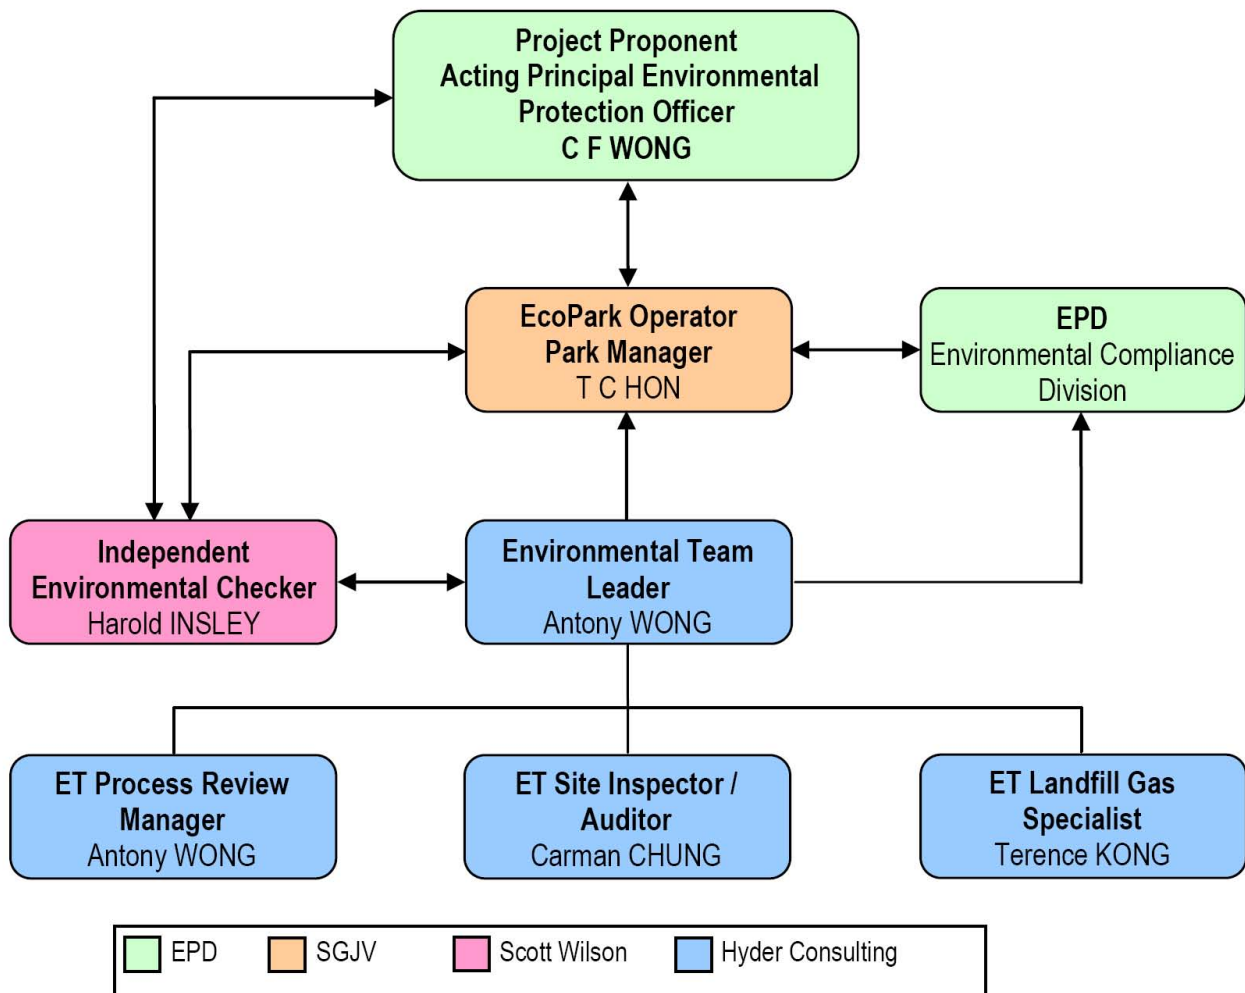 Project Proponent
Acting Principal Environmental
Protection Officer
C F WONG
EcoPark Operator
Park Manager
T C HON
EPD
Environmental Compliance
Division
Independent
Environmental Checker
Harold INSLEY
Environmental Team
Leader
Antony WONG
ET Process Review
Manager
Antony WONG
ET Site Inspector /
Auditor
Carman CHUNG
ET Landfill Gas
Specialist
Terence KONG
EPD
SGJV
Scott Wilson
Hyder Consulting